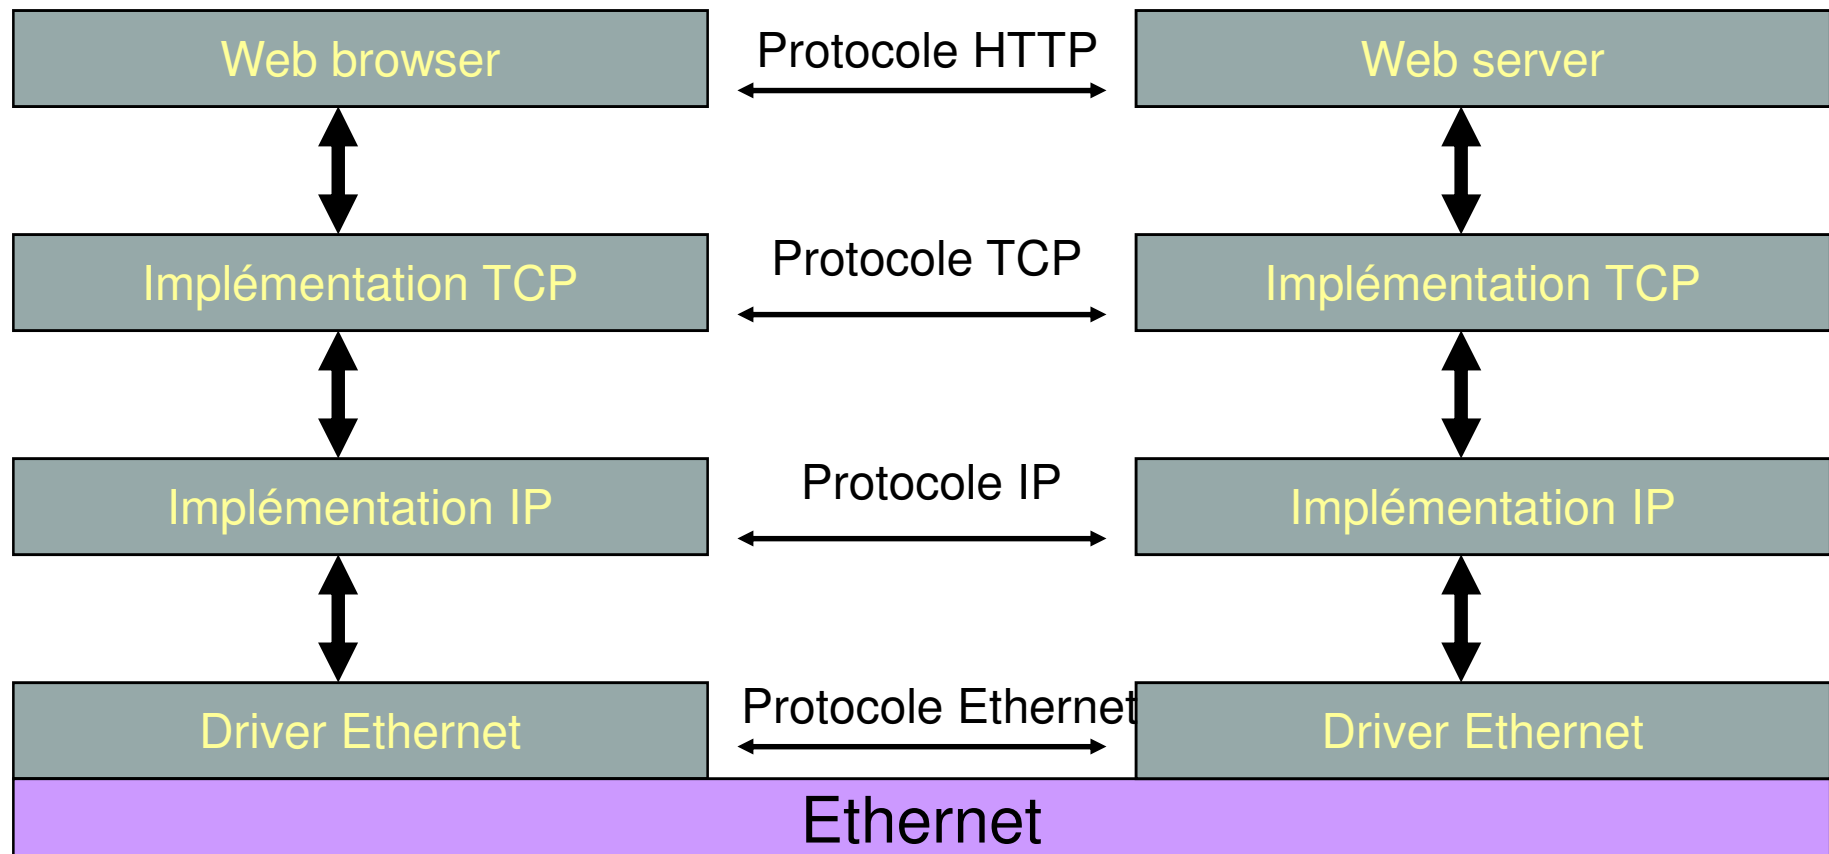 Web browser
Protocole HTTP
Web server
Implémentation TCP
Protocole TCP
Implémentation TCP
Implémentation IP
Protocole IP
Implémentation IP
Driver Ethernet
Protocole Ethernet
Driver Ethernet
Ethernet